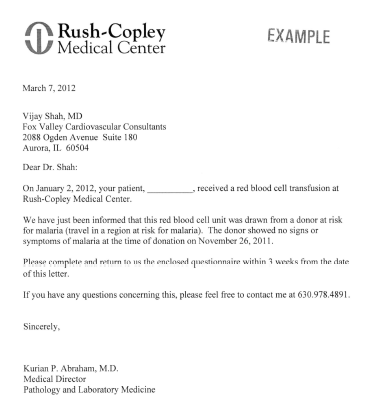 Rush-Copley
Medical Center
EXAMPLE
March 7, 2012
Vijay Shah, MD
Fox Valley Cardiovascular Consultants
2088 Ogden Avenue Suite 180
Aurora, IL 60504
Dear Dr. Shah:
On January 2, 2012, your patient, __________, received a red blood cell transfusion at
Rush-Copley Medical Center.
We have just been informed that this red blood cell unit was drawn from a donor at risk
for malaria (travel in a region at risk for malaria). The donor showed no signs or
symptoms of malaria at the time of donation on November 26, 2011.
Please complete and return to us the enclosed questionnaire within 3 weeks from the date
of this letter.
If you have any questions concerning this, please feel free to contact me at 630.978.4891.
Sincerely,
Kurian P. Abraham, M.D.
Medical Director
Pathology and Laboratory Medicine